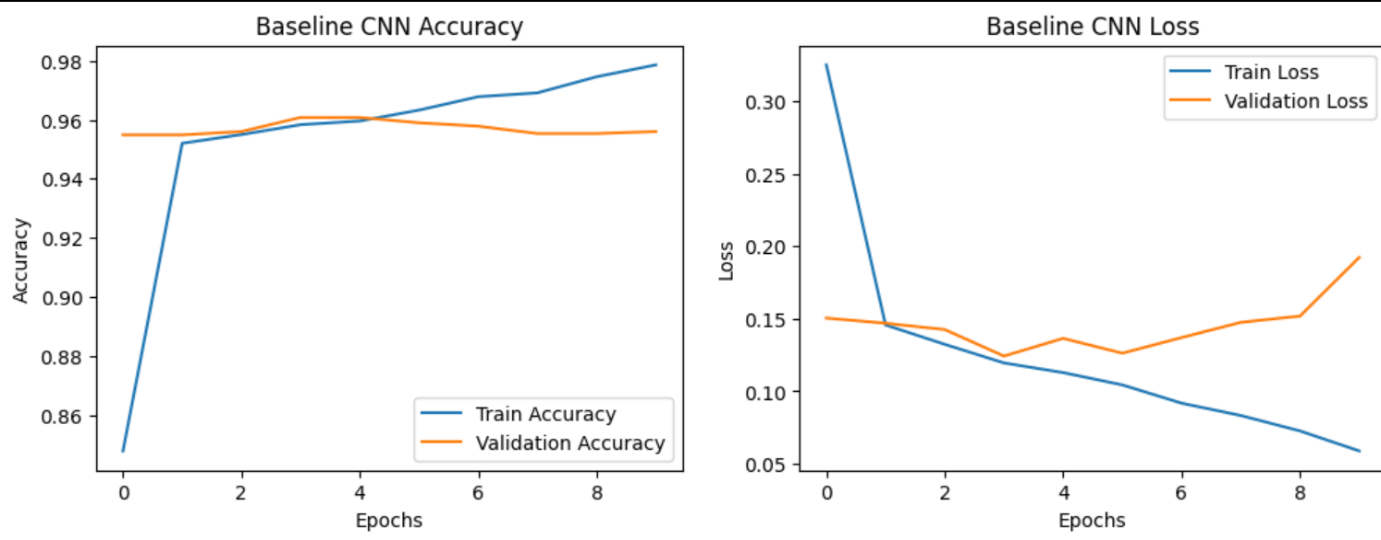 Baseline CNN Accuracy
0.98
0.96
0.94
0.92
0.90
0.88
0.86
Accuracy
Train Accuracy
Validation Accuracy
0
2
4
6
8
Epochs
Baseline CNN Loss
0.30
0.25
0.20
0.15
0.10
0.05
Loss
Train Loss
Validation Loss
0
2
4
6
8
Epochs